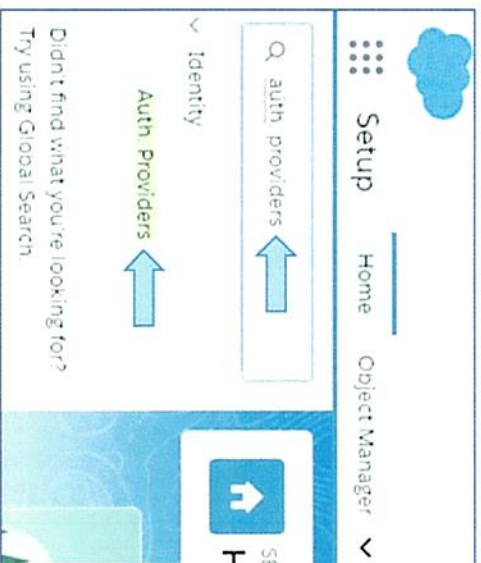 Setup Home Object Manager
auth providers
Identity
Auth. Providers
Didn't find what you're looking for?
Try using Global Search.